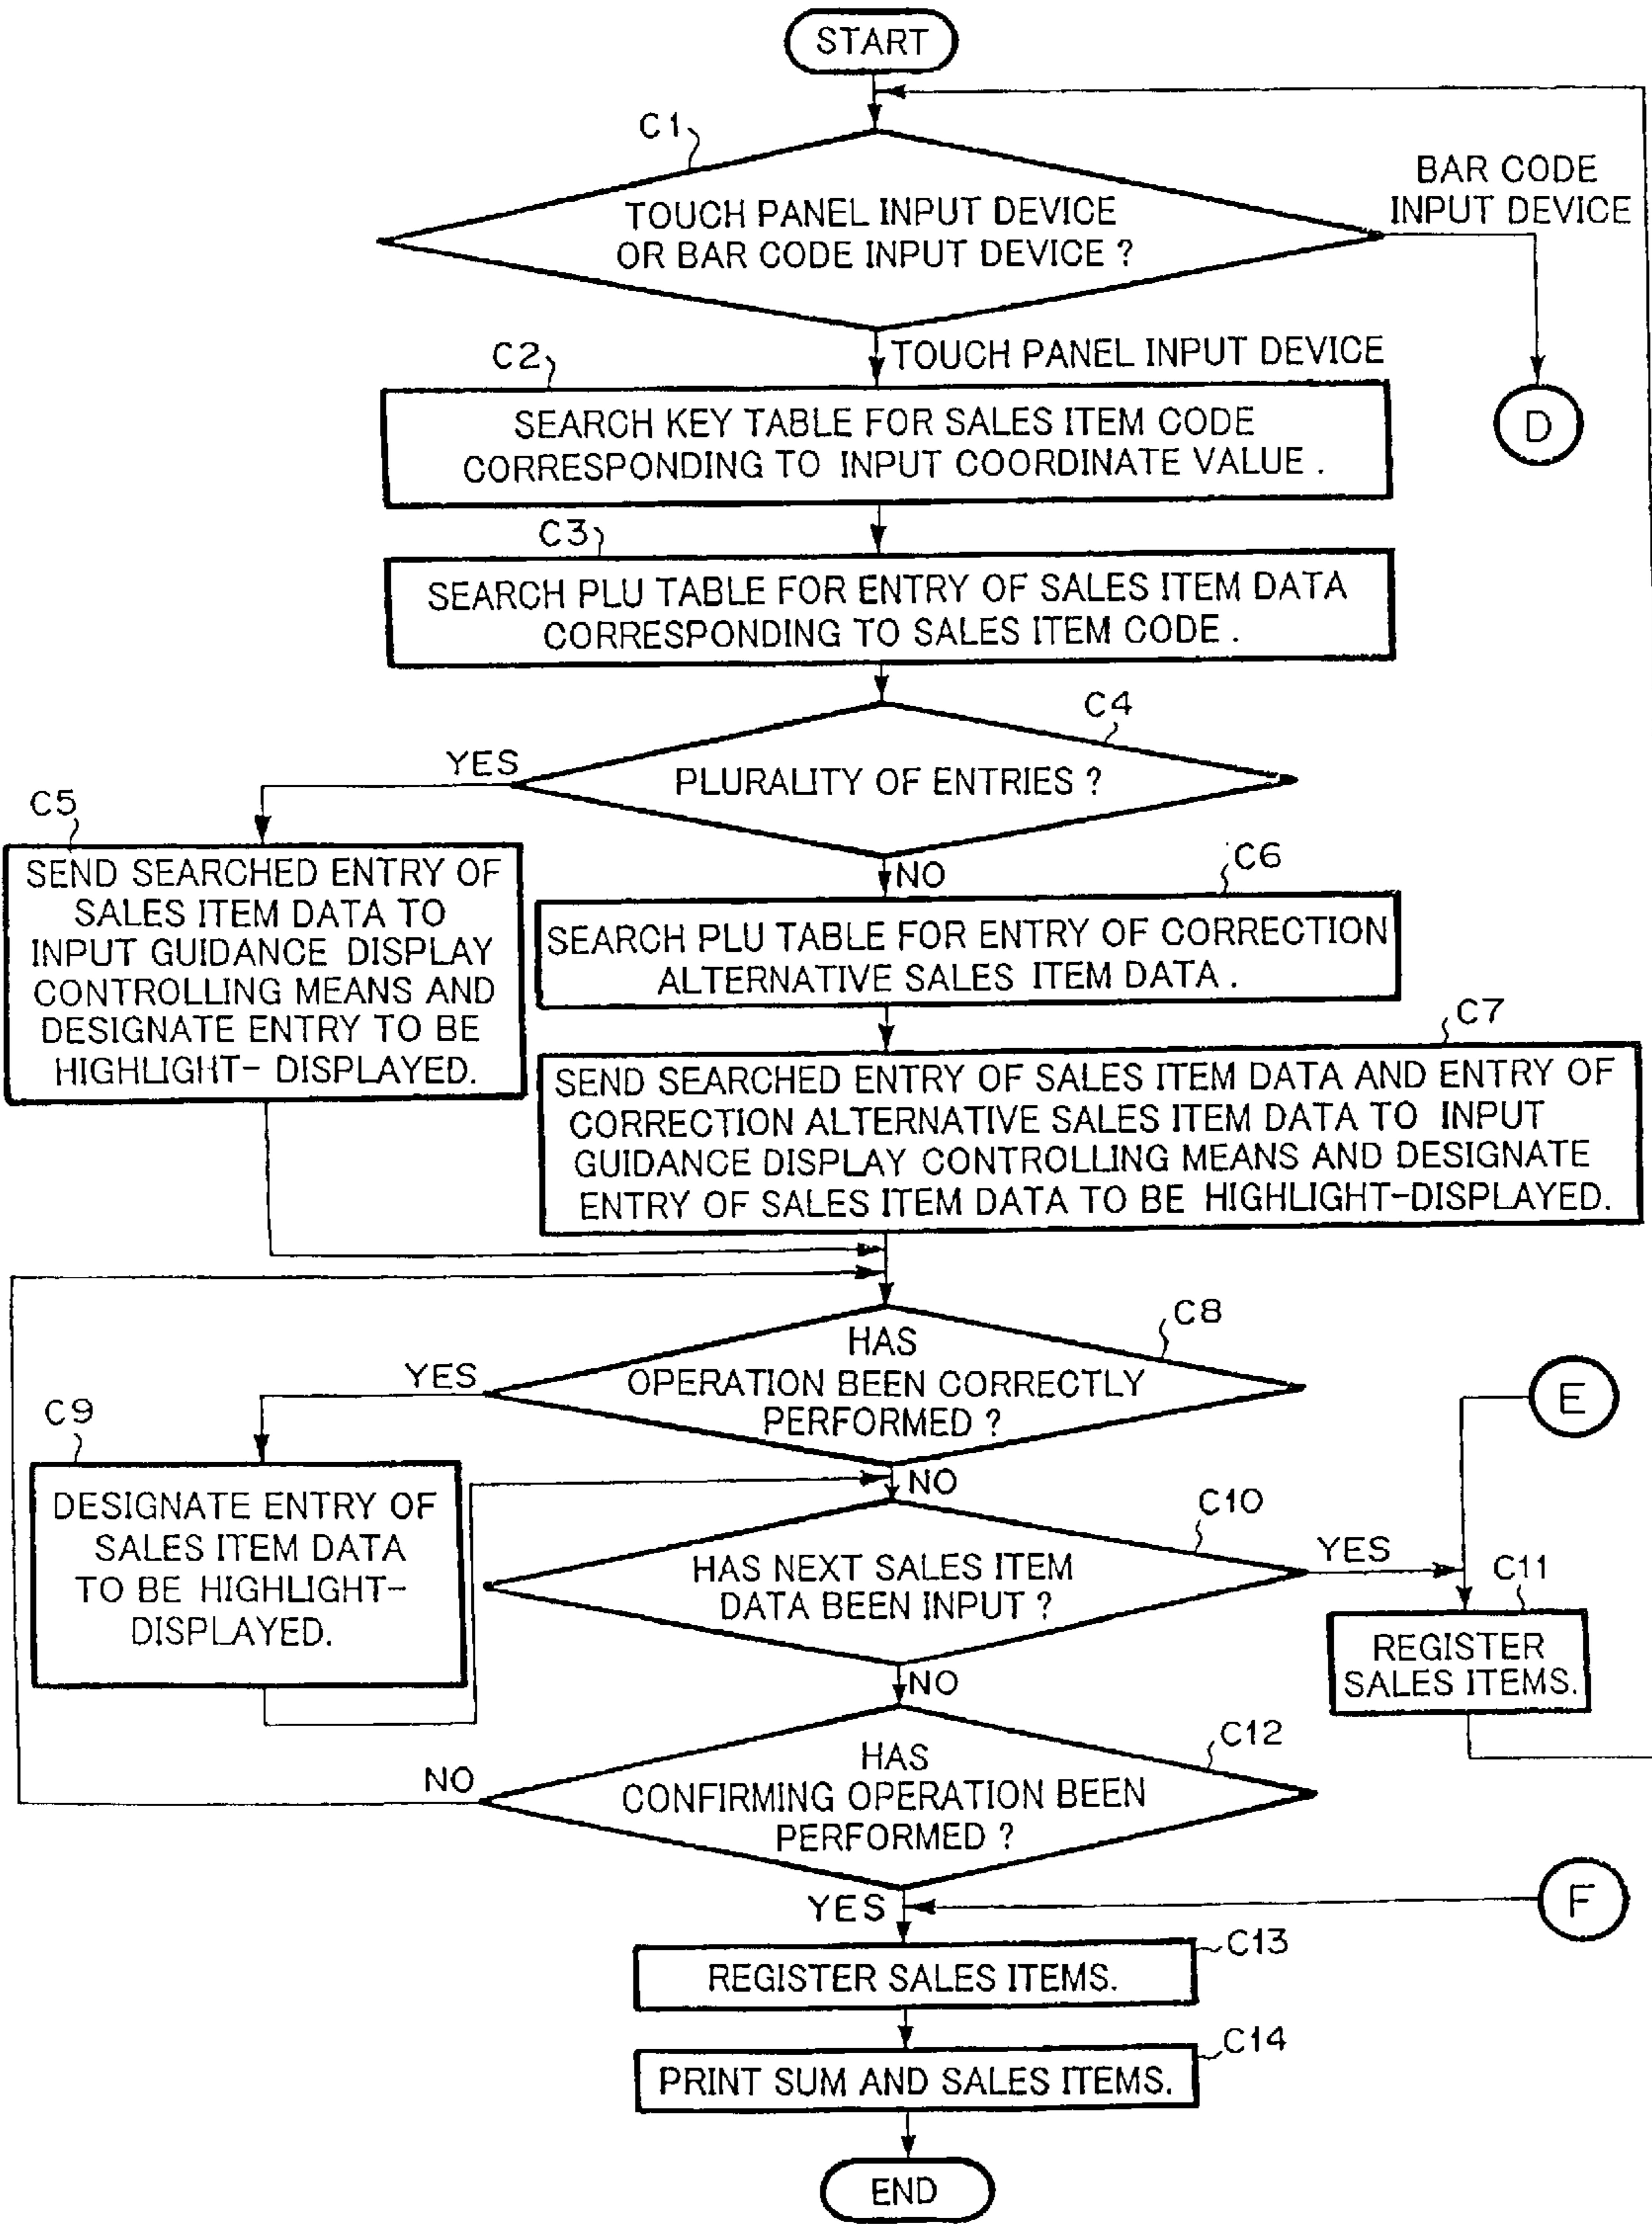 START
C1
TOUCH PANEL INPUT DEVICE
OR BAR CODE INPUT DEVICE ?
BAR CODE
INPUT DEVICE
D
TOUCH PANEL INPUT DEVICE
C2
SEARCH KEY TABLE FOR SALES ITEM CODE
CORRESPONDING TO INPUT COORDINATE VALUE .
C3
SEARCH PLU TABLE FOR ENTRY OF SALES ITEM DATA
CORRESPONDING TO SALES ITEM CODE .
C4
PLURALITY OF ENTRIES ?
YES
C5
SEND SEARCHED ENTRY OF
SALES ITEM DATA TO
INPUT GUIDANCE DISPLAY
CONTROLLING MEANS AND
DESIGNATE ENTRY TO BE
HIGHLIGHT- DISPLAYED.
NO
C6
SEARCH PLU TABLE FOR ENTRY OF CORRECTION
ALTERNATIVE SALES ITEM DATA .
C7
SEND SEARCHED ENTRY OF SALES ITEM DATA AND ENTRY OF
CORRECTION ALTERNATIVE SALES ITEM DATA TO INPUT
GUIDANCE DISPLAY CONTROLLING MEANS AND DESIGNATE
ENTRY OF SALES ITEM DATA TO BE HIGHLIGHT-DISPLAYED.
C8
HAS
OPERATION BEEN CORRECTLY
PERFORMED ?
YES
E
C9
DESIGNATE ENTRY OF
SALES ITEM DATA
TO BE HIGHLIGHT-
DISPLAYED.
NO
C10
HAS NEXT SALES ITEM
DATA BEEN INPUT ?
YES
C11
REGISTER
SALES ITEMS.
NO
C12
HAS
CONFIRMING OPERATION BEEN
PERFORMED ?
NO
YES
F
C13
REGISTER SALES ITEMS.
C14
PRINT SUM AND SALES ITEMS.
END